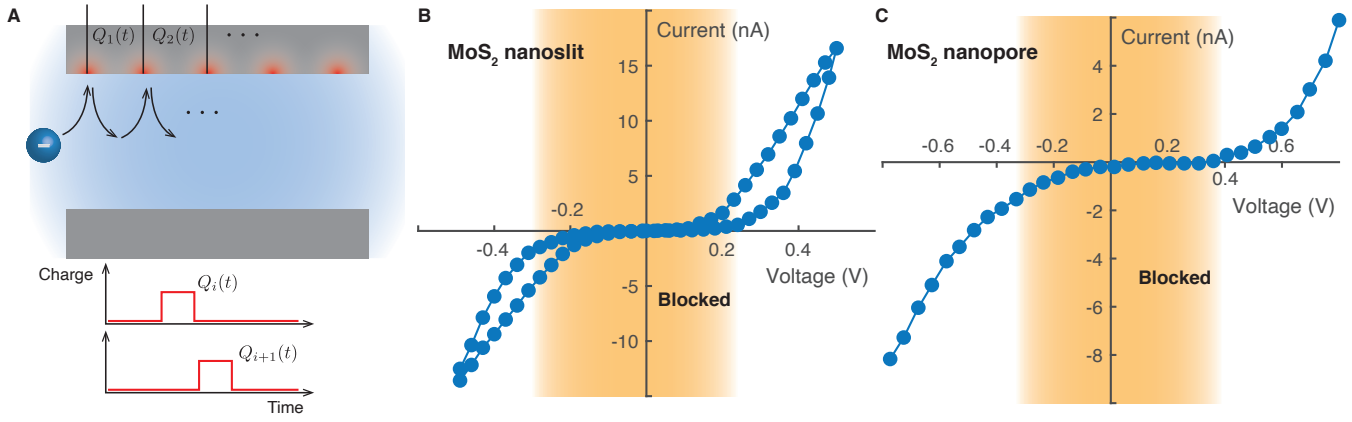 A
Q₁(t) Q₂(t) · · ·
· · ·
−
Charge
Qᵢ(t)
Qᵢ₊₁(t)
Time
B
Current (nA)
MoS₂ nanoslit
15
10
5
-0.2
-0.4
0.2
0.4
Voltage (V)
-5
Blocked
-10
C
Current (nA)
MoS₂ nanopore
4
2
-0.6
-0.4
-0.2
0.2
0.6
0.4
-2
Voltage (V)
-4
Blocked
-6
-8